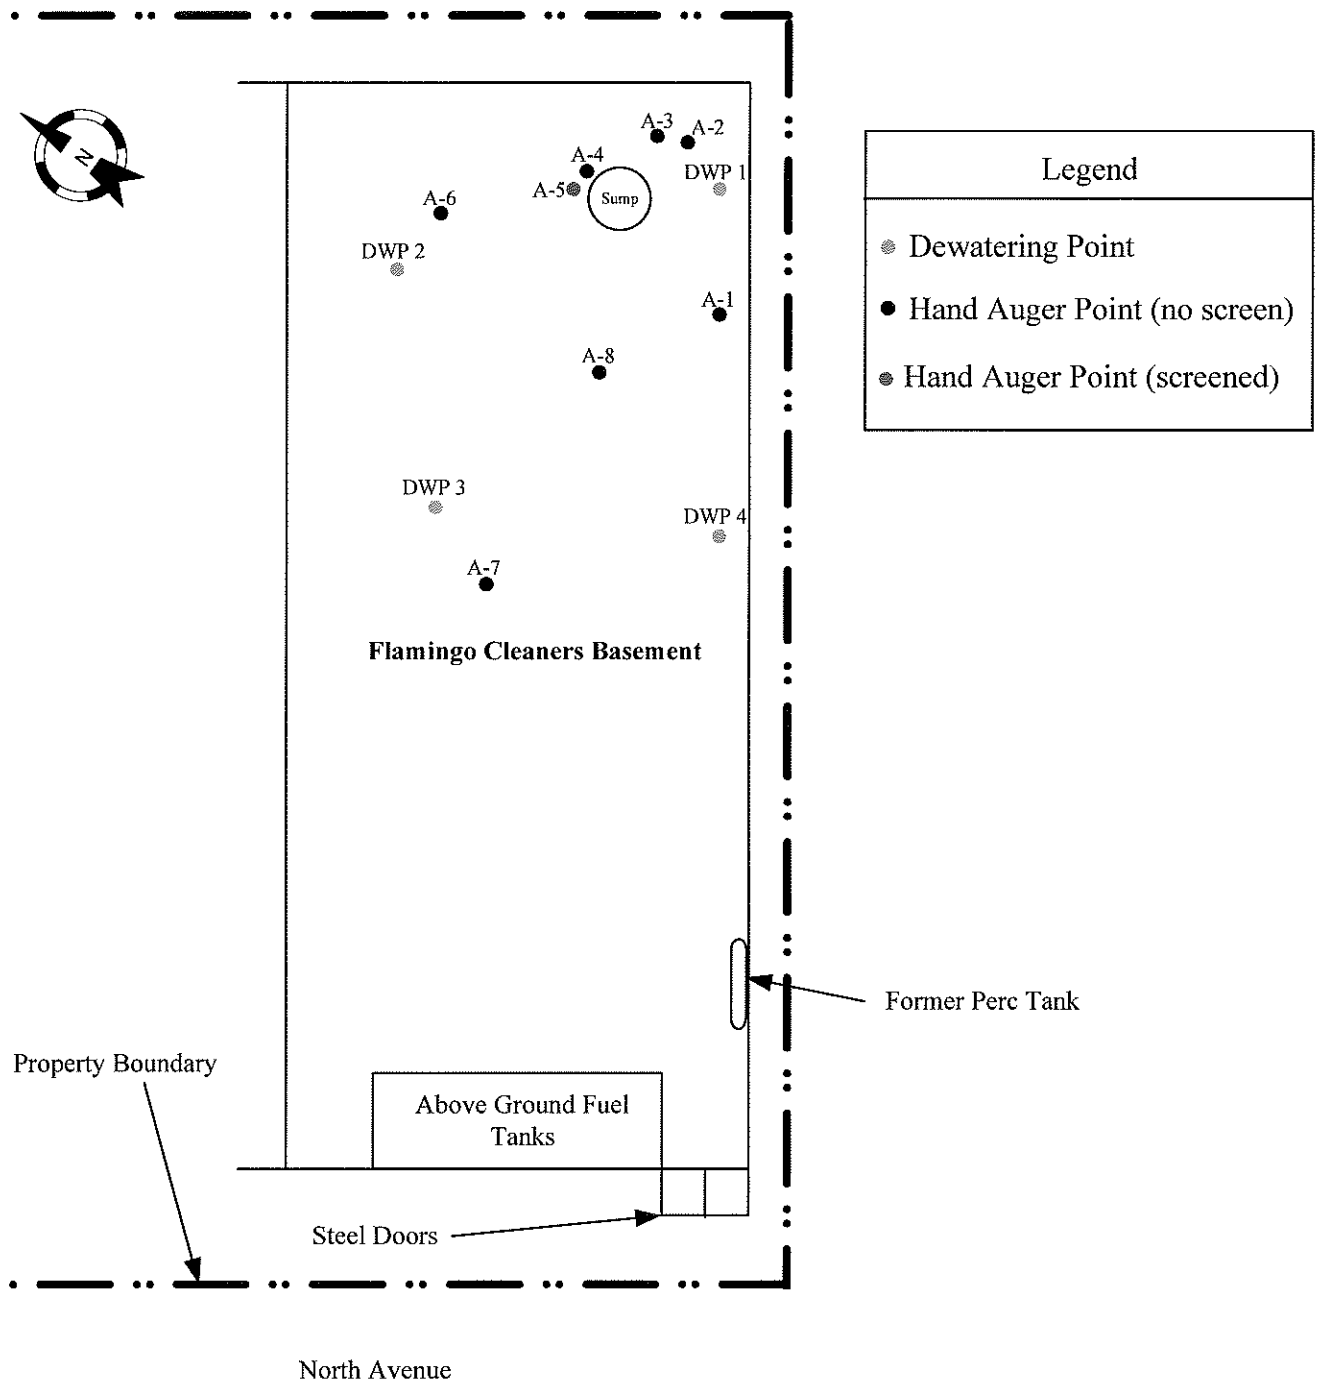 A-3
A-2
A-4
DWP 1
N
A-5
Sump
A-6
DWP 2
A-1
A-8
DWP 3
DWP 4
A-7
Flamingo Cleaners Basement
Legend
Dewatering Point
Hand Auger Point (no screen)
Hand Auger Point (screened)
Former Perc Tank
Property Boundary
Above Ground Fuel
Tanks
Steel Doors
North Avenue